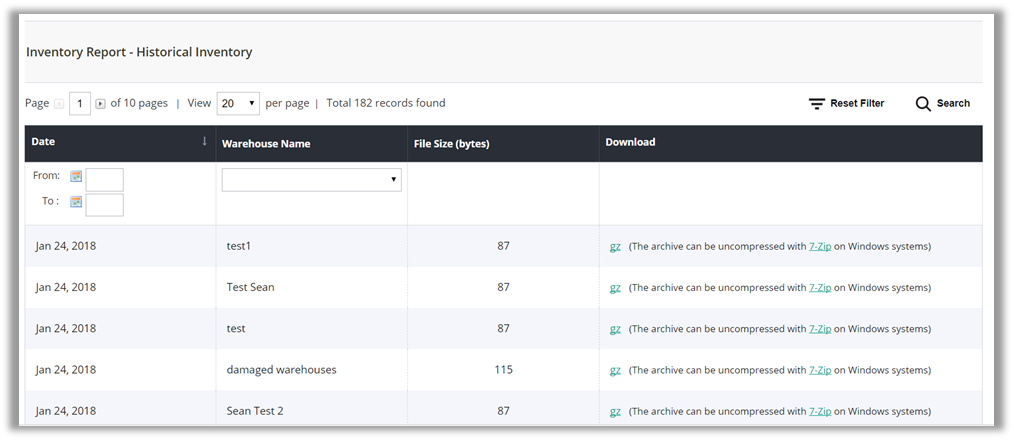 Inventory Report - Historical Inventory
Page 1 of 10 pages | View 20 per page | Total 182 records found Reset Filter Search
Date Warehouse Name File Size (bytes) Download
From:
To :
Jan 24, 2018 test1 87 gz (The archive can be uncompressed with 7-Zip on Windows systems)
Jan 24, 2018 Test Sean 87 gz (The archive can be uncompressed with 7-Zip on Windows systems)
Jan 24, 2018 test 87 gz (The archive can be uncompressed with 7-Zip on Windows systems)
Jan 24, 2018 damaged warehouses 115 gz (The archive can be uncompressed with 7-Zip on Windows systems)
Jan 24, 2018 Sean Test 2 87 gz (The archive can be uncompressed with 7-Zip on Windows systems)